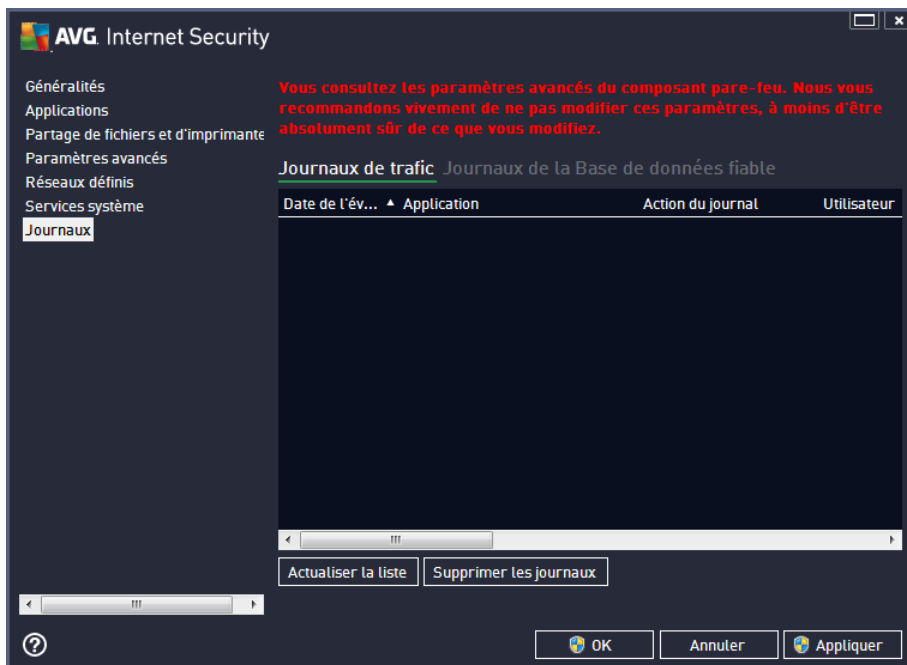 AVG. Internet Security
Généralités
Applications
Partage de fichiers et d'imprimante
Paramètres avancés
Réseaux définis
Services système
Journaux
Vous consultez les paramètres avancés du composant pare-feu. Nous vous
recommandons vivement de ne pas modifier ces paramètres, à moins d'être
absolument sûr de ce que vous modifiez.
Journaux de trafic Journaux de la Base de données fiable
Date de l'év... Application Action du journal Utilisateur
Actualiser la liste Supprimer les journaux
OK Annuler Appliquer